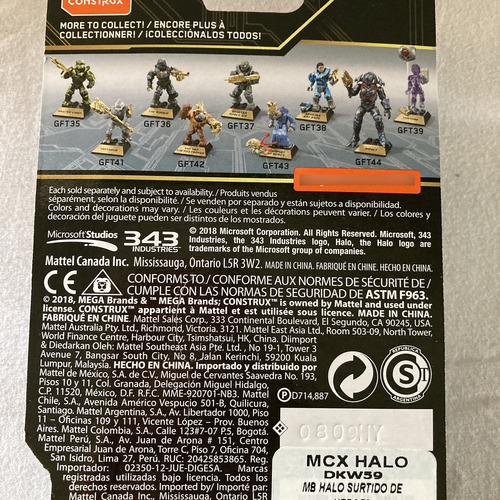 CONSTRUX
MORE TO COLLECT! / ENCORE PLUS À
COLLECTIONNER! / ¡COLECCIÓNALOS TODOS!
GFT35
GFT36
GFT37
GFT38
GFT39
GFT41
GFT42
GFT43
GFT44
Each sold separately and subject to availability. / Produits vendus
séparément, selon la disponibilité. / Se venden por separado y están sujetos a disponibilidad.
Colors and decorations may vary. / Les couleurs et les décorations peuvent varier. / Los colores y
decoración del juguete pueden ser distintos de los mostrados.
Microsoft Studios
343
INDUSTRIES
© 2018 Microsoft Corporation. All Rights Reserved. Microsoft, 343
Industries, the 343 Industries logo, Halo, the Halo logo are
trademarks of the Microsoft group of companies.
Mattel Canada Inc. Mississauga, Ontario L5R 3W2. MADE IN CHINA. FABRIQUÉ EN CHINE. HECHO EN CHINA.
CE
CONFORMS TO/ CONFORME AUX NORMES DE SÉCURITÉ DE/
CUMPLE CON LAS NORMAS DE SEGURIDAD DE ASTM F963.
© 2018, MEGA Brands & ™ MEGA Brands; CONSTRUX™ is owned by Mattel and used under
license. CONSTRUX™ appartient à Mattel et est utilisée sous licence. MADE IN CHINA.
FABRIQUÉ EN CHINE. Mattel Sales Corp., 333 Continental Boulevard, El Segundo, CA 90245, USA.
Mattel Australia Pty. Ltd., Richmond, Victoria, 3121. Mattel East Asia Ltd., Room 503-09, North Tower,
World Finance Centre, Harbour City, Tsimshatsui, HK, China. Diimport
& Diedarkan Oleh: Mattel Southeast Asia Pte. Ltd., No 19-1, Tower 3
Avenue 7, Bangsar South City, No 8, Jalan Kerinchi, 59200 Kuala
Lumpur, Malaysia. HECHO EN CHINA. Importado y distribuido por
Mattel de México, S.A. de C.V., Miguel de Cervantes Saavedra No. 193,
Pisos 10 y 11, Col. Granada, Delegación Miguel Hidalgo,
C.P. 11520, México, D.F. R.F.C. MME-920701-NB3. Mattel
Chile, S.A., Avenida Américo Vespucio 501-B, Quilicura,
Santiago. Mattel Argentina, S.A., Av. Libertador 1000, Piso
11 – Oficinas 109 y 111, Vicente López – Prov. Buenos
Aires. Mattel Colombia, S.A., Calle 123#7-07 P.5, Bogotá.
Mattel Perú, S.A., Av. Juan de Arona # 151, Centro
Empresarial Juan de Arona, Torre C, Piso 7, Oficina 704,
San Isidro, Lima 27, Perú. RUC: 20425853865. Reg.
Importador: 02350-12-JUE-DIGESA. Marcas
registradas utilizadas bajo licencia. Todos
los derechos reservados
REPUBLICA
S
ARGENTINA
P D714,887
0809HY
MCX HALO
DKW59
MB HALO SURTIDO DE